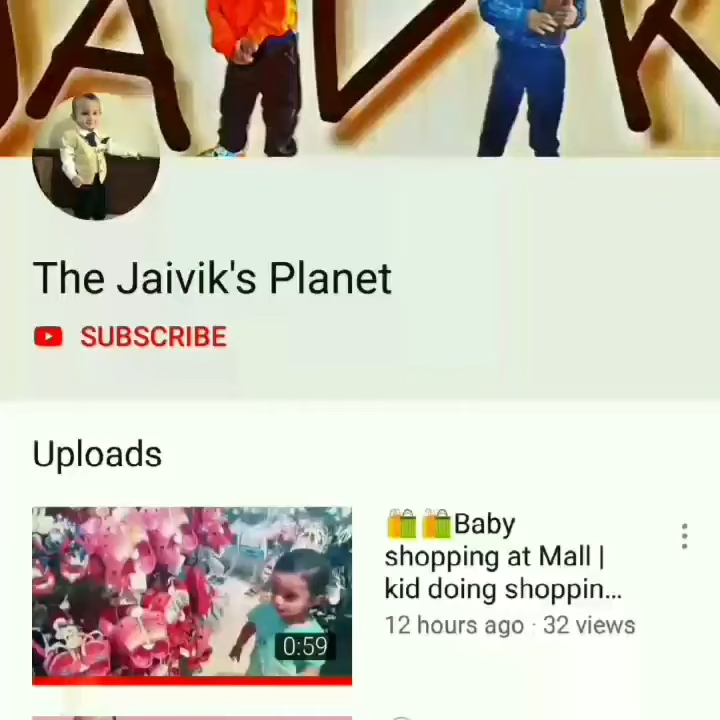 JAIVIK
The Jaivik's Planet
SUBSCRIBE
Uploads
0:59
🛍️🛍️Baby
shopping at Mall |
kid doing shoppin...
12 hours ago · 32 views